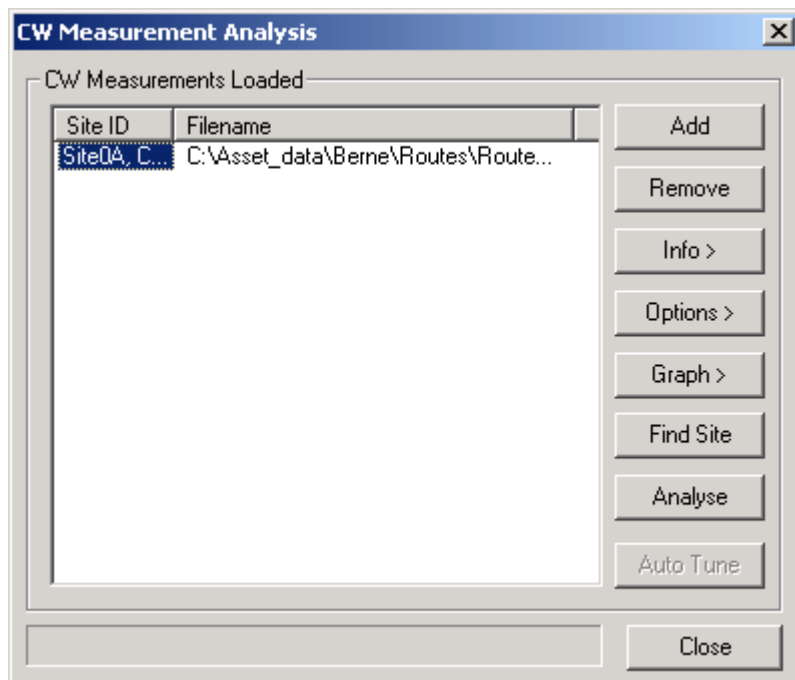 CW Measurement Analysis
CW Measurements Loaded
Site ID Filename
Site0A, C... C:\Asset_data\Berne\Routes\Route...
Add
Remove
Info >
Options >
Graph >
Find Site
Analyse
Auto Tune
Close